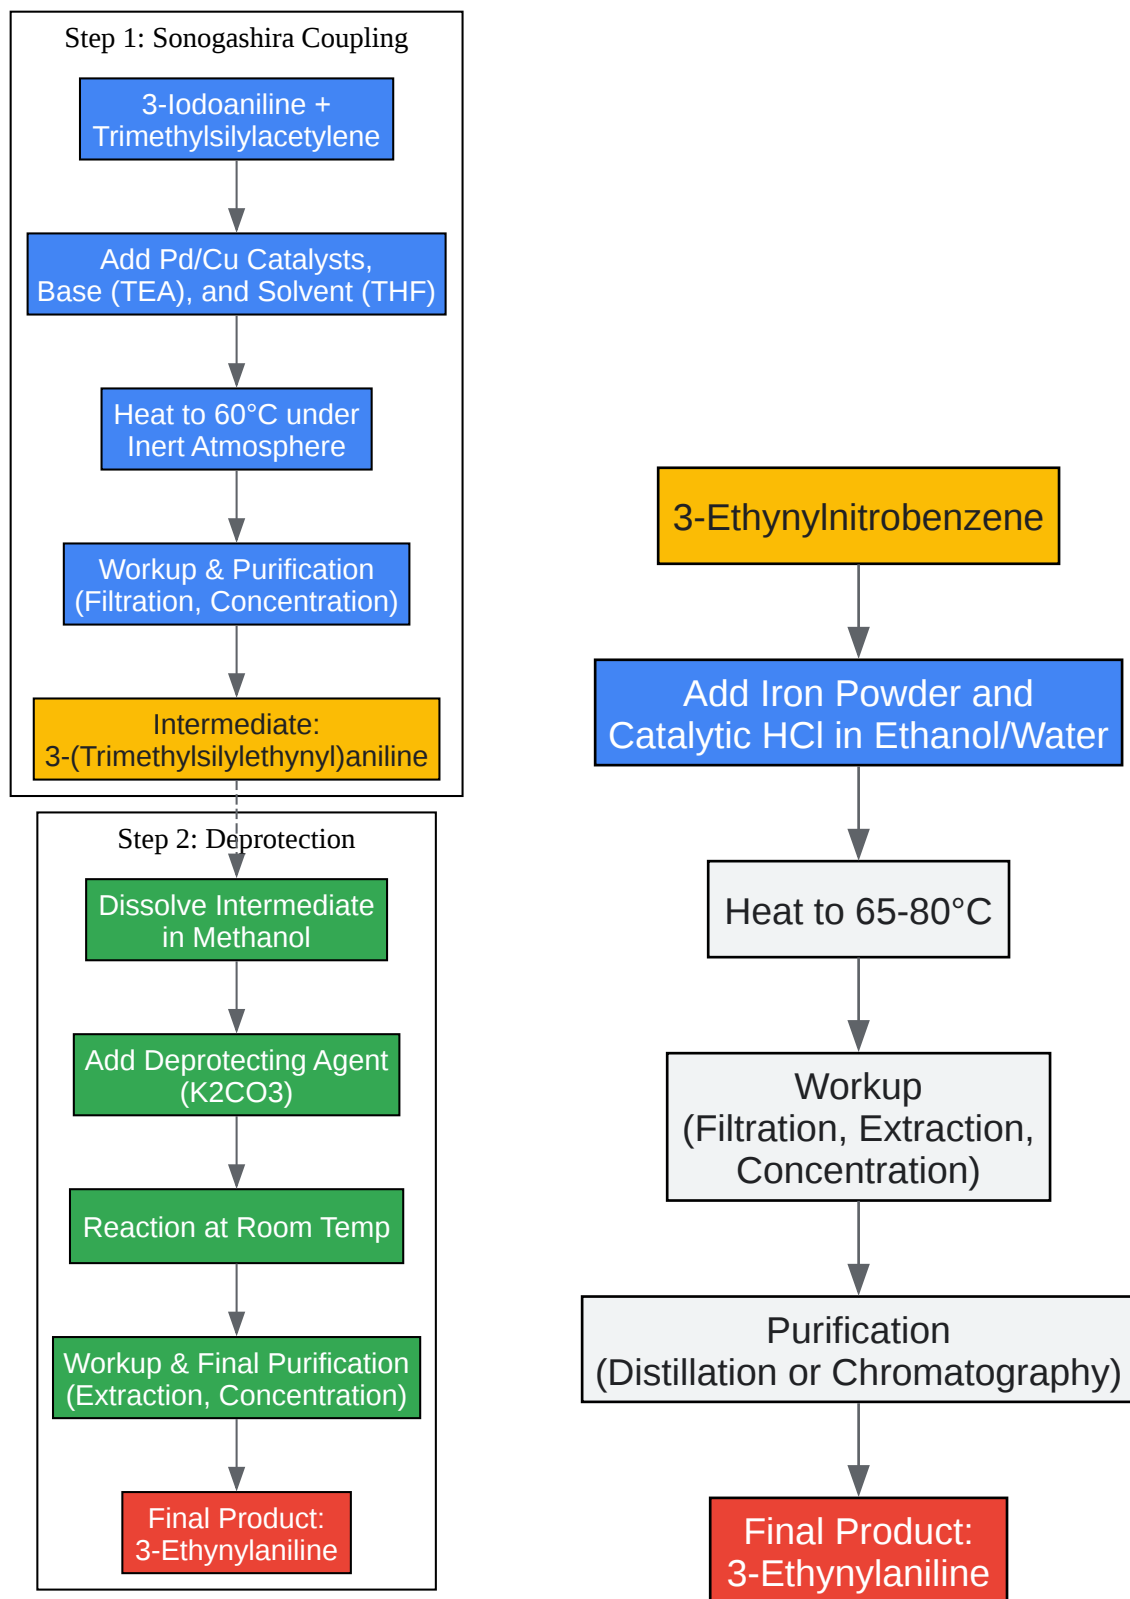 Step 1: Sonogashira Coupling
3-Iodoaniline +
Trimethylsilylacetylene
Add Pd/Cu Catalysts,
Base (TEA), and Solvent (THF)
Heat to 60°C under
Inert Atmosphere
Workup & Purification
(Filtration, Concentration)
Intermediate:
3-(Trimethylsilylethynyl)aniline
Step 2: Deprotection
Dissolve Intermediate
in Methanol
Add Deprotecting Agent
(K2CO3)
Reaction at Room Temp
Workup & Final Purification
(Extraction, Concentration)
Final Product:
3-Ethynylaniline
3-Ethynylnitrobenzene
Add Iron Powder and
Catalytic HCl in Ethanol/Water
Heat to 65-80°C
Workup
(Filtration, Extraction,
Concentration)
Purification
(Distillation or Chromatography)
Final Product:
3-Ethynylaniline